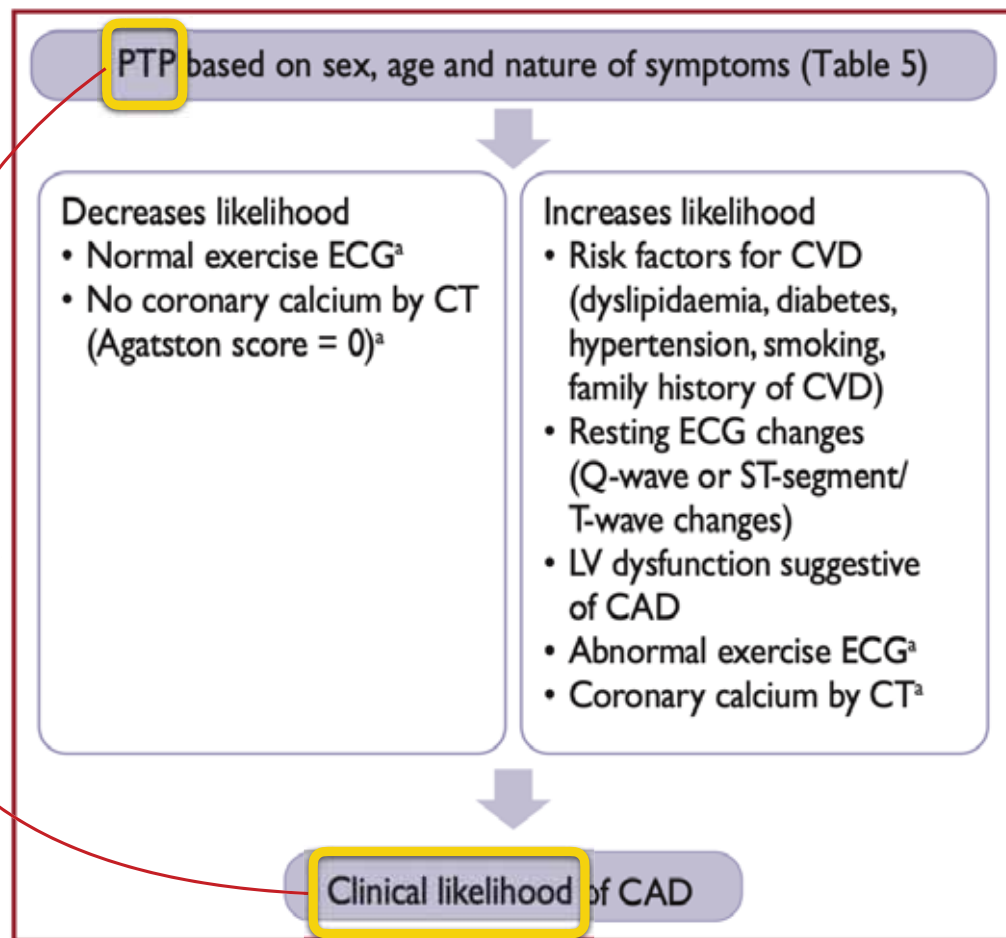 PTP based on sex, age and nature of symptoms (Table 5)
Decreases likelihood
• Normal exercise ECGᵃ
• No coronary calcium by CT
(Agatston score = 0)ᵃ
Increases likelihood
• Risk factors for CVD
(dyslipidaemia, diabetes,
hypertension, smoking,
family history of CVD)
• Resting ECG changes
(Q-wave or ST-segment/
T-wave changes)
• LV dysfunction suggestive
of CAD
• Abnormal exercise ECGᵃ
• Coronary calcium by CTᵃ
Clinical likelihood of CAD